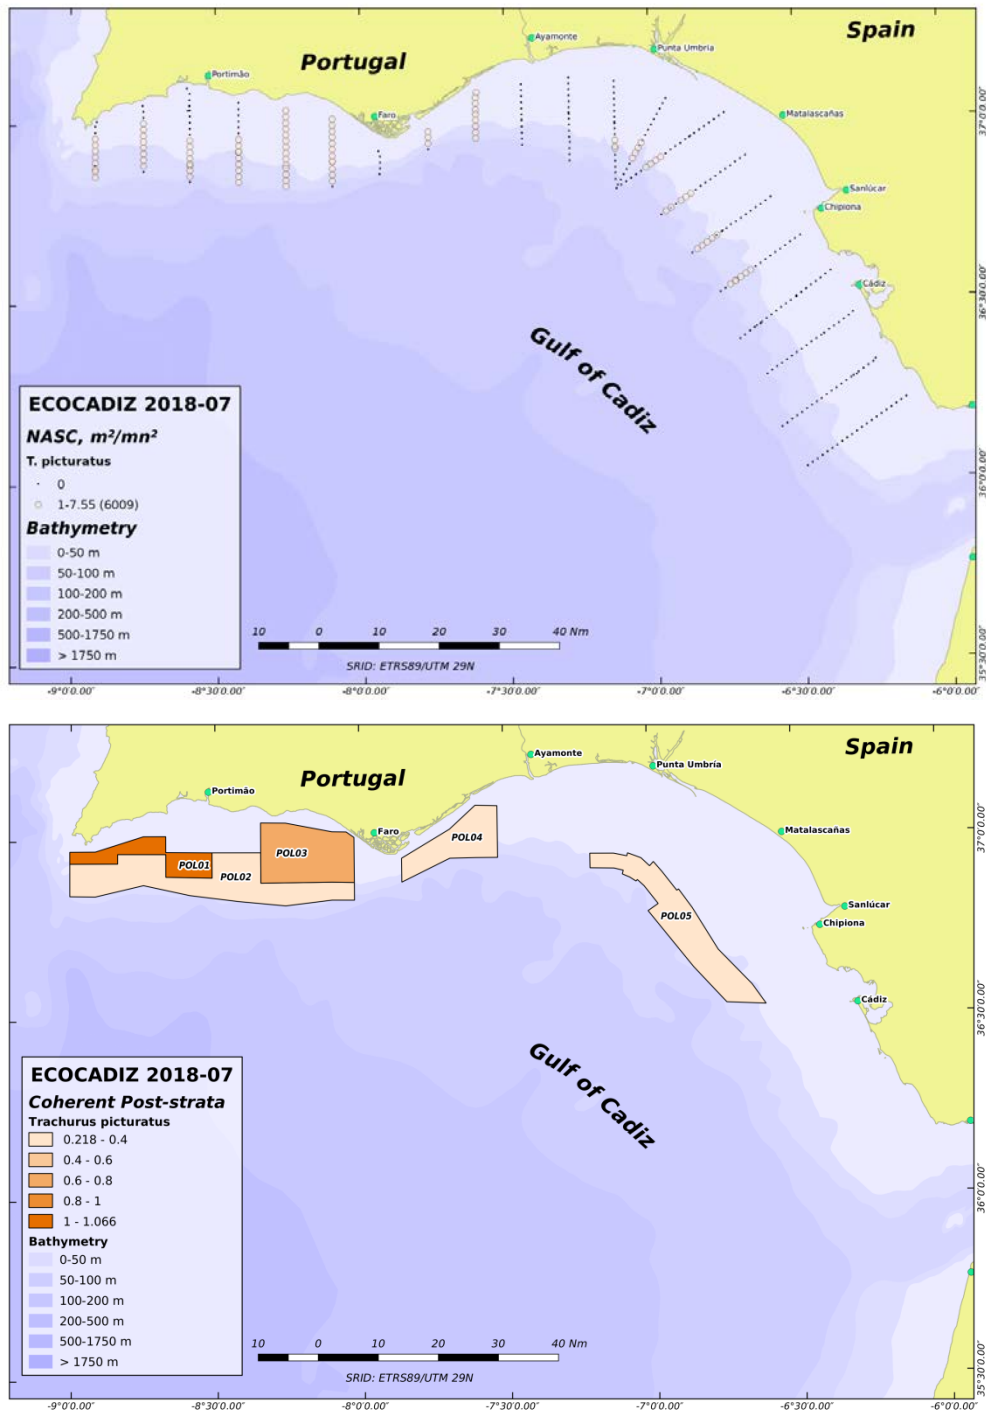 Spain
Portugal
Ayamonte
Punta Umbría
Portimão
Faro
Matalascañas
37°0'0.00"
Sanlúcar
Chipiona
Cádiz
36°30'0.00"
Gulf of Cadiz
ECOCADIZ 2018-07
NASC, m²/mn²
T. picturatus
0
1-7.55 (6009)
Bathymetry
0-50 m
50-100 m
100-200 m
200-500 m
500-1750 m
> 1750 m
36°0'0.00"
10 0 10 20 30 40 Nm
SRID: ETRS89/UTM 29N
35°30'0.00"
-9°0'0.00" -8°30'0.00" -8°0'0.00" -7°30'0.00" -7°0'0.00" -6°30'0.00" -6°0'0.00"
Spain
Portugal
Ayamonte
Punta Umbría
Portimão
Faro
Matalascañas
37°0'0.00"
POL04
POL03
POL01
POL02
Sanlúcar
POL05
Chipiona
Cádiz
36°30'0.00"
Gulf of Cadiz
ECOCADIZ 2018-07
Coherent Post-strata
Trachurus picturatus
0.218 - 0.4
0.4 - 0.6
0.6 - 0.8
0.8 - 1
1 - 1.066
Bathymetry
0-50 m
50-100 m
100-200 m
200-500 m
500-1750 m
> 1750 m
36°0'0.00"
10 0 10 20 30 40 Nm
SRID: ETRS89/UTM 29N
35°30'0.00"
-9°0'0.00" -8°30'0.00" -8°0'0.00" -7°30'0.00" -7°0'0.00" -6°30'0.00" -6°0'0.00"